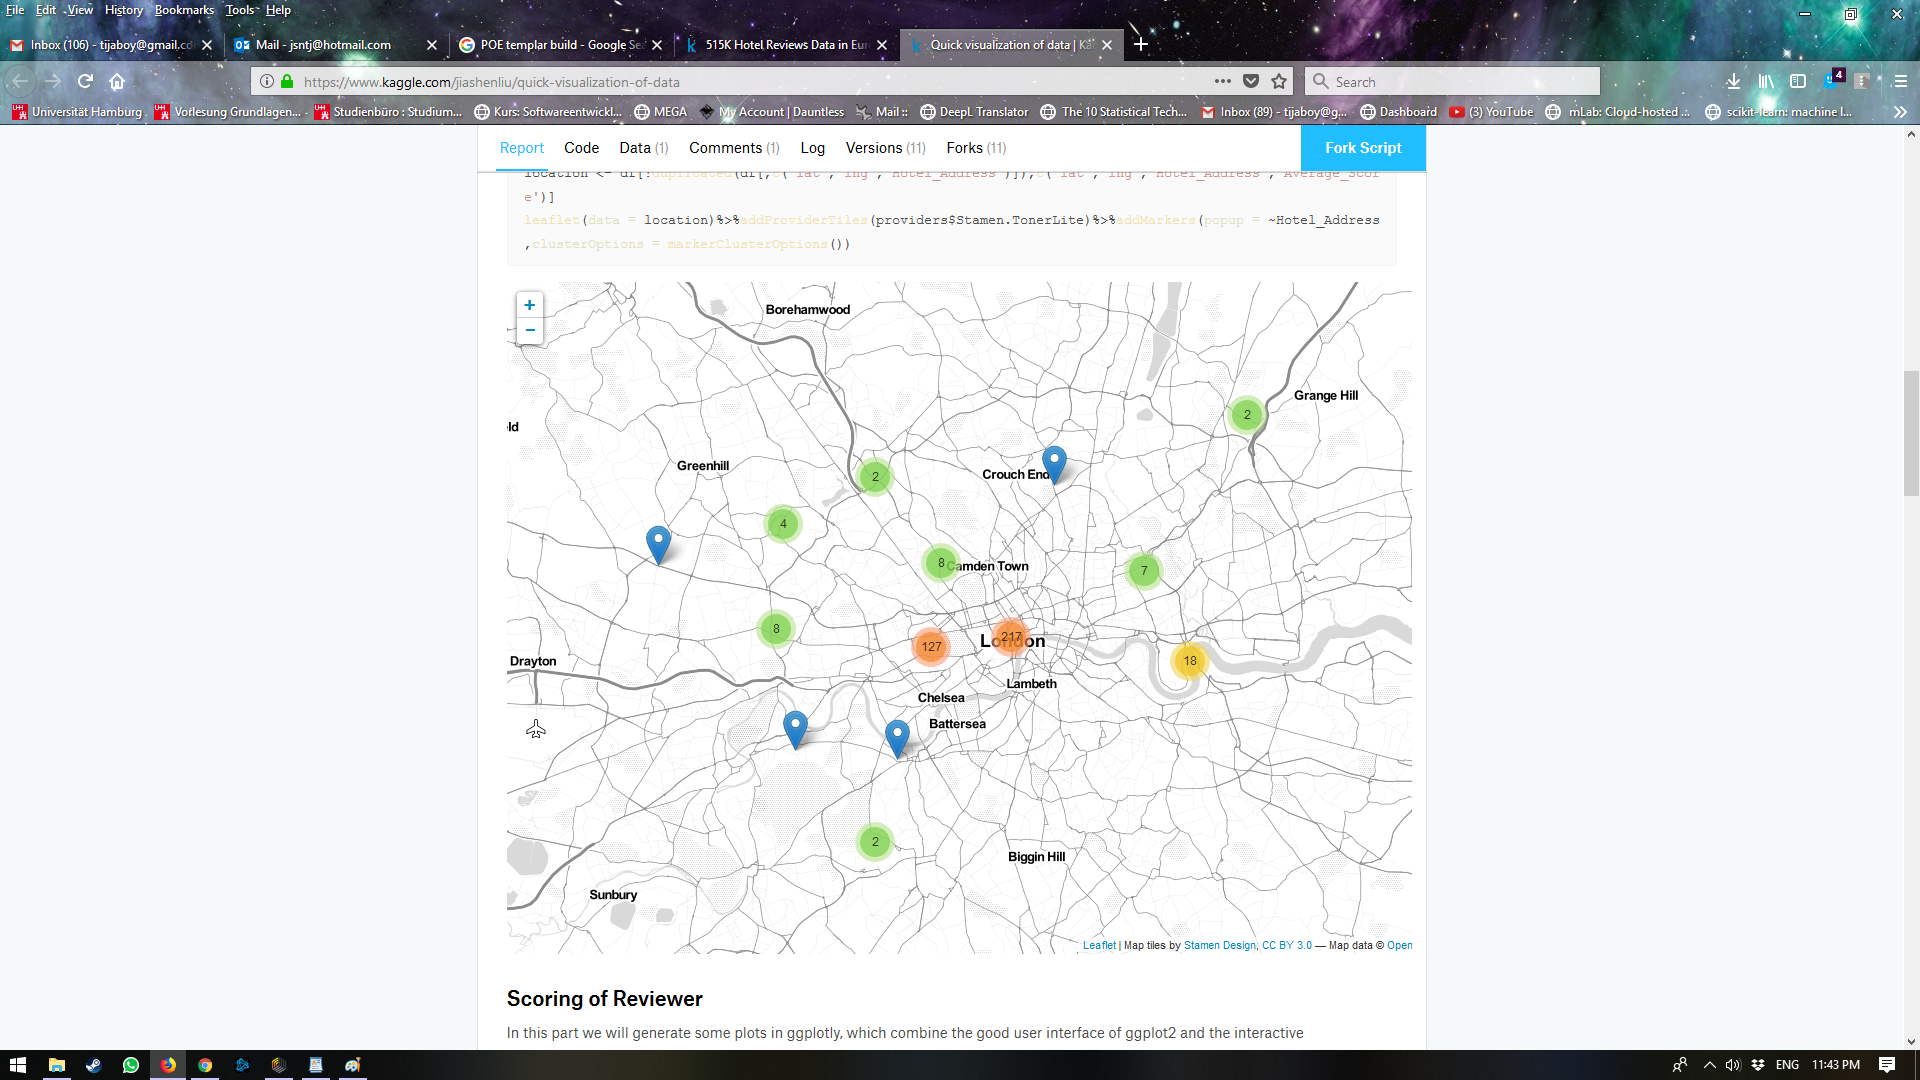 File Edit View History Bookmarks Tools Help
Inbox (106) - tijaboy@gmail.co
Mail - jsntj@hotmail.com
POE templar build - Google Se
515K Hotel Reviews Data in Eur
Quick visualization of data | Ka
https://www.kaggle.com/jiashenliu/quick-visualization-of-data
Search
4
Universität Hamburg
Vorlesung Grundlagen...
Studienbüro : Studium...
Kurs: Softwareentwickl...
MEGA
My Account | Dauntless
Mail ::
DeepL Translator
The 10 Statistical Tech...
Inbox (89) - tijaboy@g...
Dashboard
(3) YouTube
mLab: Cloud-hosted ...
scikit-learn: machine l...
Report Code Data (1) Comments (1) Log Versions (11) Forks (11) Fork Script
location <- df[!duplicated(df[,c('lat','lng','Hotel_Address')]),c('lat','lng','Hotel_Address','Average_Scor
e')]
leaflet(data = location)%>%addProviderTiles(providers$Stamen.TonerLite)%>%addMarkers(popup = ~Hotel_Address
,clusterOptions = markerClusterOptions())
+
−
Borehamwood
Grange Hill
2
ld
Greenhill
Crouch End
2
4
8
Camden Town
7
8
127
217
London
18
Drayton
Lambeth
Chelsea
Battersea
2
Biggin Hill
Sunbury
Leaflet | Map tiles by Stamen Design, CC BY 3.0 — Map data © Open
Scoring of Reviewer
In this part we will generate some plots in ggplotly, which combine the good user interface of ggplot2 and the interactive
ENG 11:43 PM